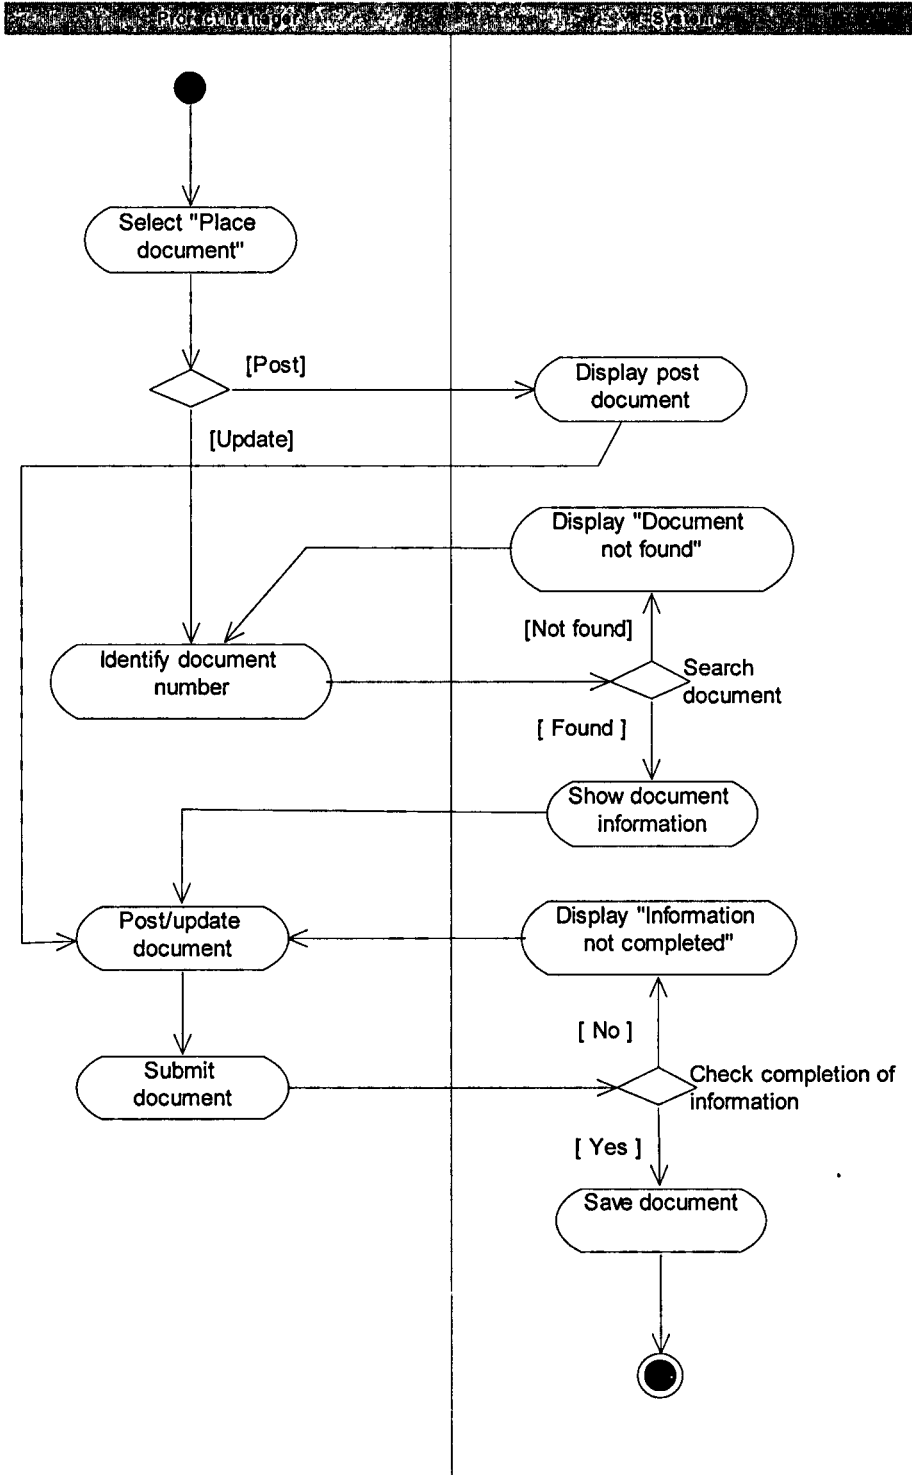 Project Manager
System
Select "Place
document"
[Post]
Display post
document
[Update]
Display "Document
not found"
[Not found]
Identify document
number
Search
document
[ Found ]
Show document
information
Post/update
document
Display "Information
not completed"
[ No ]
Submit
document
Check completion of
information
[ Yes ]
Save document